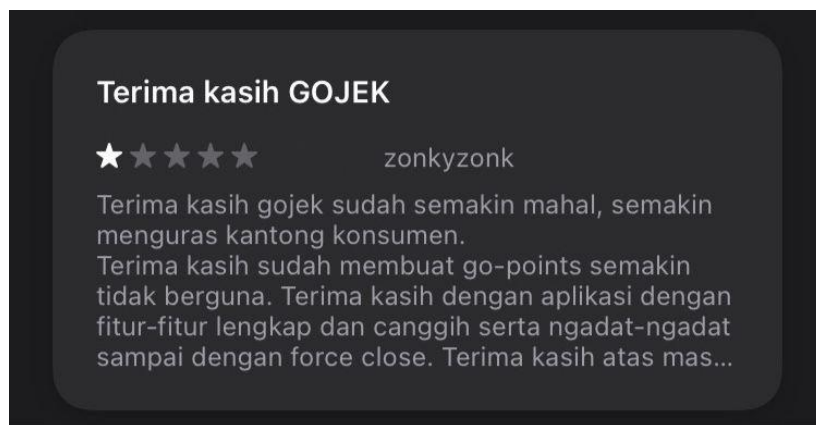 Terima kasih GOJEK
zonkyzonk
Terima kasih gojek sudah semakin mahal, semakin
menguras kantong konsumen.
Terima kasih sudah membuat go-points semakin
tidak berguna. Terima kasih dengan aplikasi dengan
fitur-fitur lengkap dan canggih serta ngadat-ngadat
sampai dengan force close. Terima kasih atas mas...